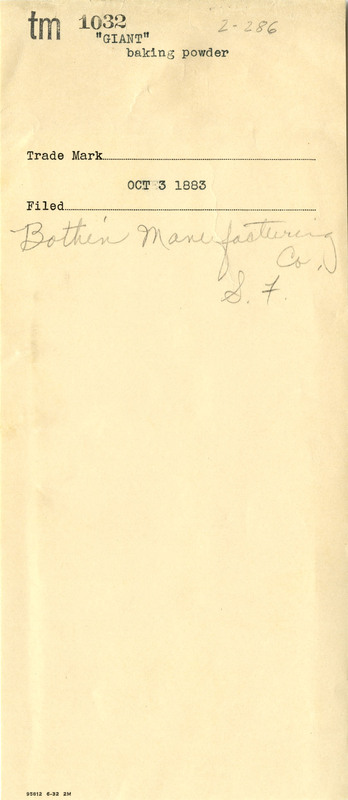 tm 1032 2-286
"GIANT"
baking powder
Trade Mark
OCT 3 1883
Filed
Bothin Manufacturing
Co.
S. F.
95912 6-32 2M